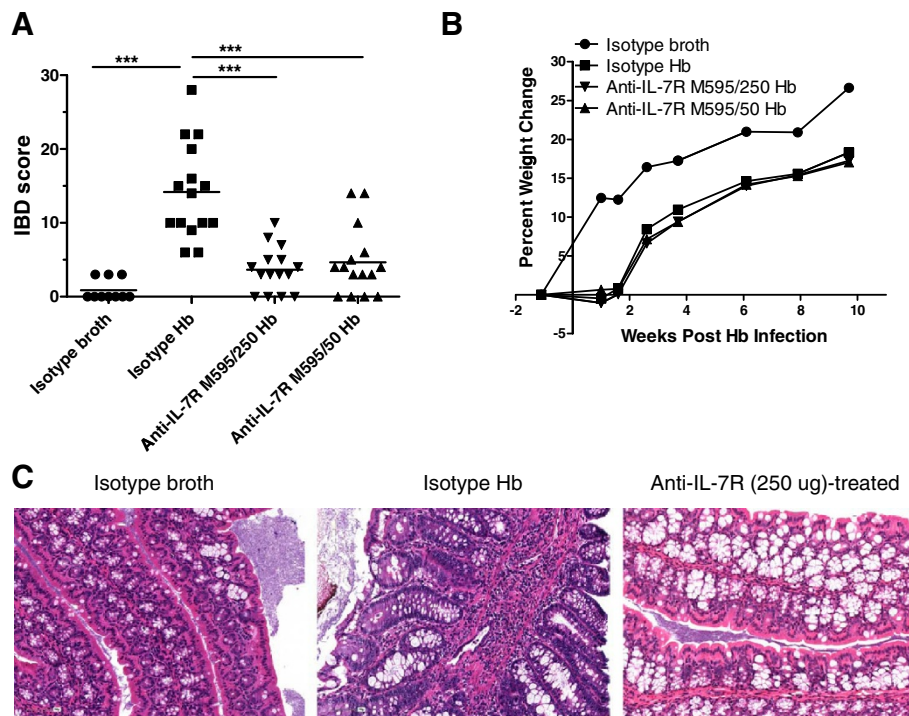 A
***
***
***
30
20
10
0
IBD score
Isotype broth
Isotype Hb
Anti-IL-7R M595/250 Hb
Anti-IL-7R M595/50 Hb
B
Isotype broth
Isotype Hb
Anti-IL-7R M595/250 Hb
Anti-IL-7R M595/50 Hb
Percent Weight Change
30
25
20
15
10
5
-5
-2
2
4
6
8
10
Weeks Post Hb Infection
C
Isotype broth
Isotype Hb
Anti-IL-7R (250 ug)-treated